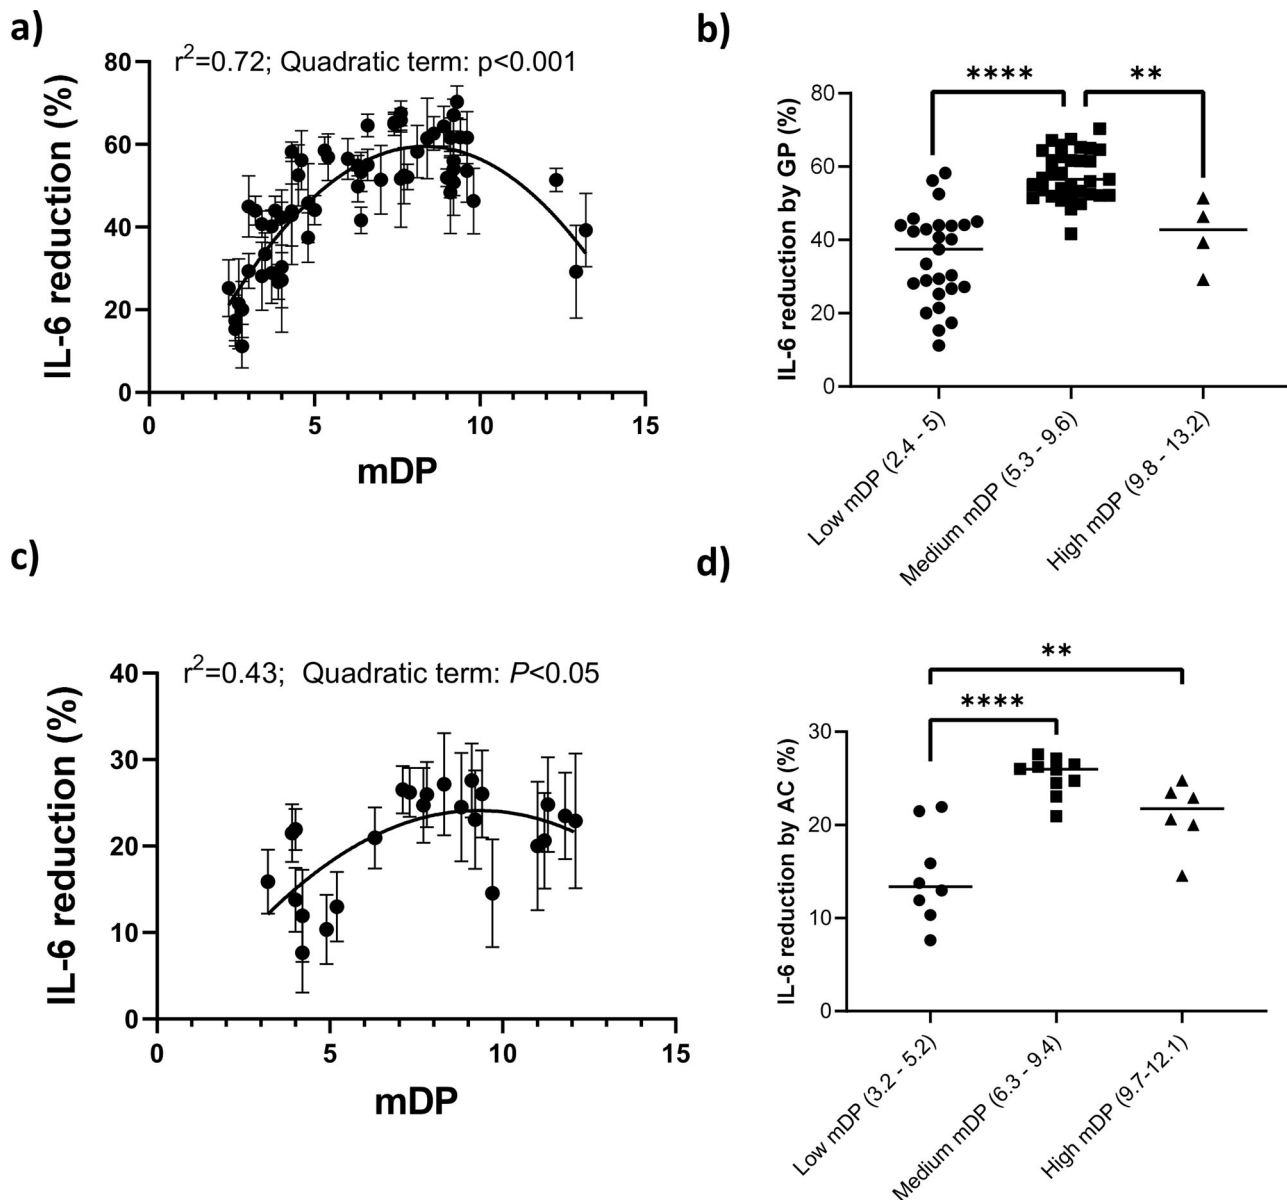 a)
r²=0.72; Quadratic term: p<0.001
IL-6 reduction (%)
80
60
40
20
0
0 5 10 15
mDP
b)
**** **
IL-6 reduction by GP (%)
80
60
40
20
0
Low mDP (2.4 - 5)
Medium mDP (5.3 - 9.6)
High mDP (9.8 - 13.2)
c)
r²=0.43; Quadratic term: P<0.05
IL-6 reduction (%)
40
30
20
10
0
0 5 10 15
mDP
d)
**
****
IL-6 reduction by AC (%)
30
20
10
0
Low mDP (3.2 - 5.2)
Medium mDP (6.3 - 9.4)
High mDP (9.7-12.1)